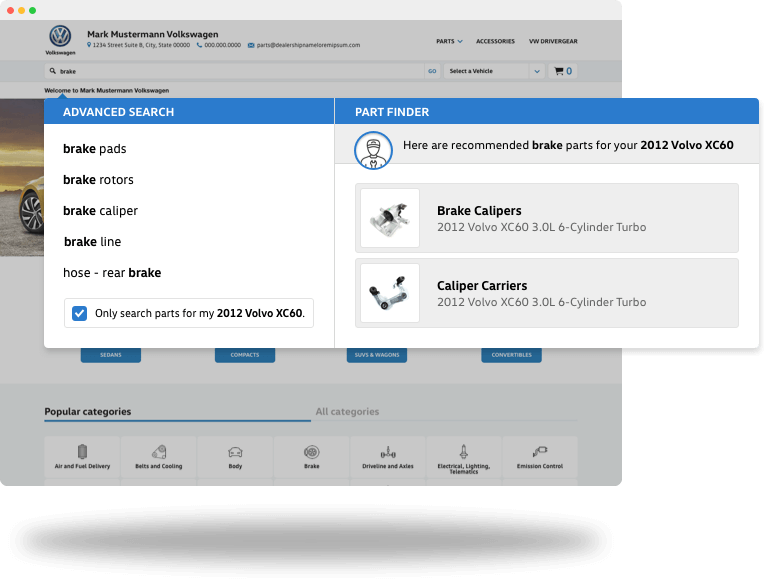 Mark Mustermann Volkswagen
1234 Street Suite B, City, State 00000 000.000.0000 parts@dealershipnameloremipsum.com
Volkswagen
PARTS ACCESSORIES VW DRIVERGEAR
brake GO Select a Vehicle 0
Welcome to Mark Mustermann Volkswagen
ADVANCED SEARCH
brake pads
brake rotors
brake caliper
brake line
hose - rear brake
Only search parts for my 2012 Volvo XC60.
PART FINDER
Here are recommended brake parts for your 2012 Volvo XC60
Brake Calipers
2012 Volvo XC60 3.0L 6-Cylinder Turbo
Caliper Carriers
2012 Volvo XC60 3.0L 6-Cylinder Turbo
SEDANS COMPACTS SUVS & WAGONS CONVERTIBLES
Popular categories All categories
Air and Fuel Delivery Belts and Cooling Body Brake Driveline and Axles Electrical, Lighting, Emission Control
Telematics